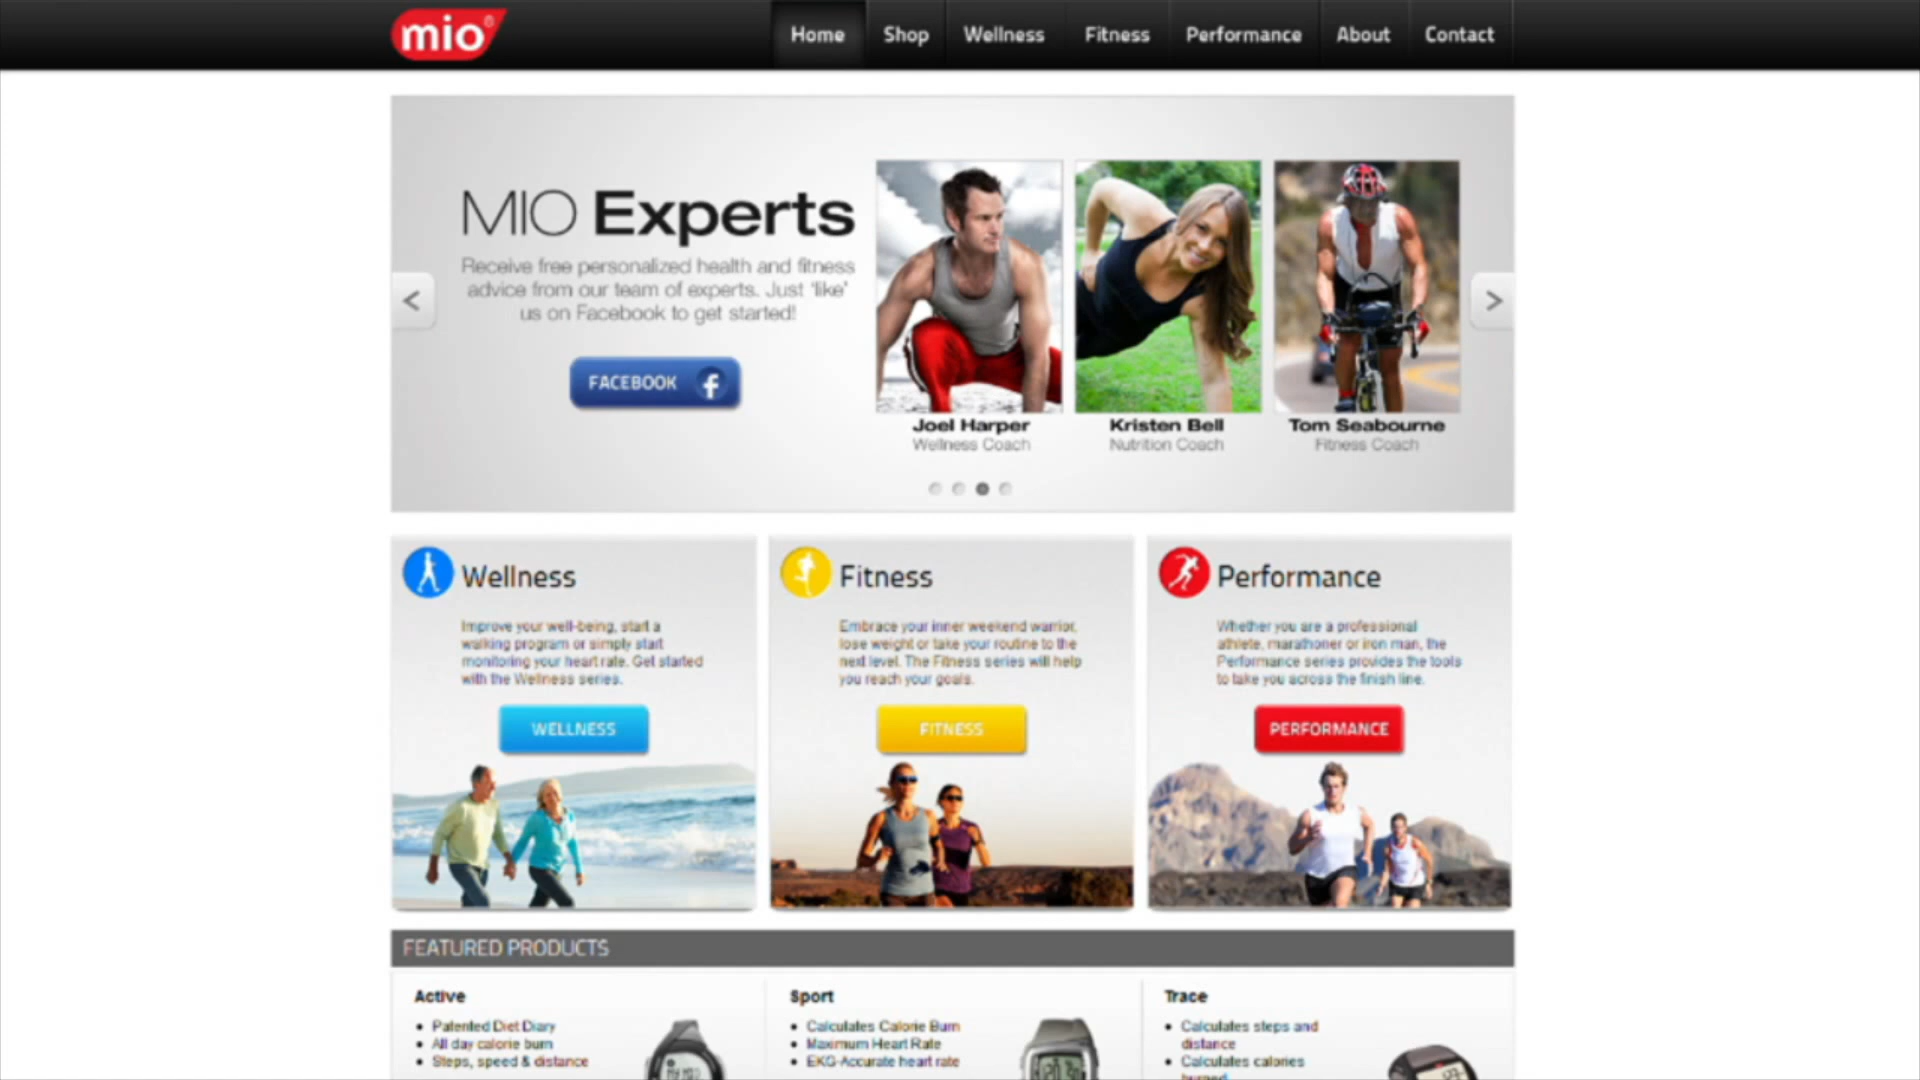 mio®
Home
Shop
Wellness
Fitness
Performance
About
Contact
MIO Experts
Receive free personalized health and fitness
advice from our team of experts. Just 'like'
us on Facebook to get started!
FACEBOOK f
Joel Harper
Wellness Coach
Kristen Bell
Nutrition Coach
Tom Seabourne
Fitness Coach
Wellness
Improve your well-being, start a
walking program or simply start
monitoring your heart rate. Get started
with the Wellness series.
WELLNESS
Fitness
Embrace your inner weekend warrior,
lose weight or take your routine to the
next level. The Fitness series will help
you reach your goals.
FITNESS
Performance
Whether you are a professional
athlete, marathoner or iron man, the
Performance series provides the tools
to take you across the finish line.
PERFORMANCE
FEATURED PRODUCTS
Active
• Patented Diet Diary
• All day calorie burn
• Steps, speed & distance
Sport
• Calculates Calorie Burn
• Maximum Heart Rate
• EKG-Accurate heart rate
Trace
• Calculates steps and
distance
• Calculates calories
burned